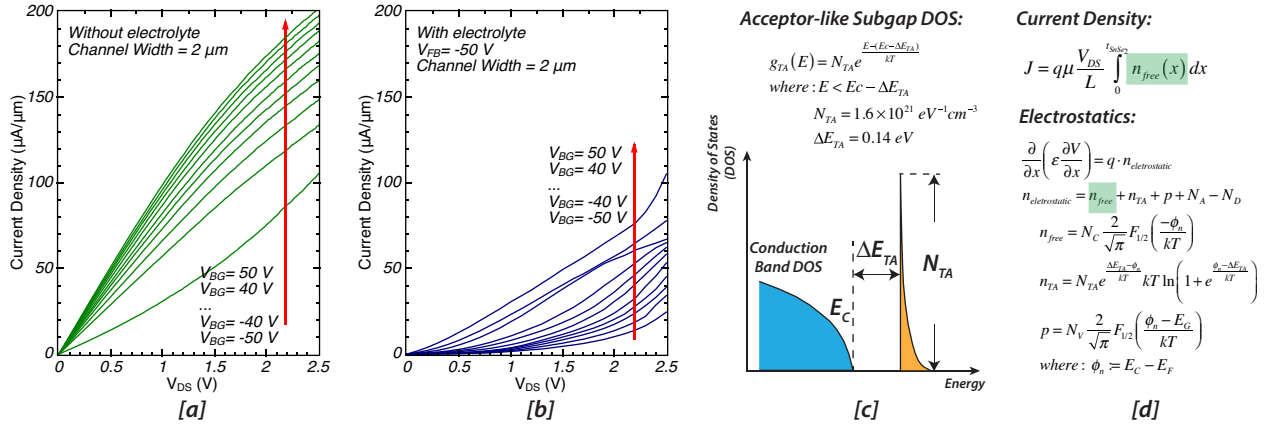 Without electrolyte
Channel Width = 2 µm
V_BG= 50 V
V_BG= 40 V
...
V_BG= -40 V
V_BG= -50 V
Current Density (µA/µm)
200
150
100
50
0
0
0.5
1
1.5
2
2.5
V_DS (V)
[a]
With electrolyte
V_FB = -50 V
Channel Width = 2 µm
V_BG= 50 V
V_BG= 40 V
...
V_BG= -40 V
V_BG= -50 V
Current Density (µA/µm)
200
150
100
50
0
0
0.5
1
1.5
2
2.5
V_DS (V)
[b]
Acceptor-like Subgap DOS:
g_TA(E) = N_TA e^((E-(Ec-ΔE_TA))/kT)
where : E < Ec − ΔE_TA
N_TA = 1.6 × 10^21 eV^-1 cm^-3
ΔE_TA = 0.14 eV
Density of States
(DOS)
Conduction
Band DOS
ΔE_TA
N_TA
E_C
Energy
[c]
Current Density:
J = qµ V_DS/L ∫_0^(t_SnSe2) n_free(x) dx
Electrostatics:
∂/∂x (ε ∂V/∂x) = q · n_eletrostatic
n_eletrostatic = n_free + n_TA + p + N_A − N_D
n_free = N_C 2/√π F_1/2 (−ϕ_n/kT)
n_TA = N_TA e^((ΔE_TA−ϕ_n)/kT) kT ln(1 + e^((ϕ_n−ΔE_TA)/kT))
p = N_V 2/√π F_1/2 ((ϕ_n − E_G)/kT)
where : ϕ_n := E_C − E_F
[d]